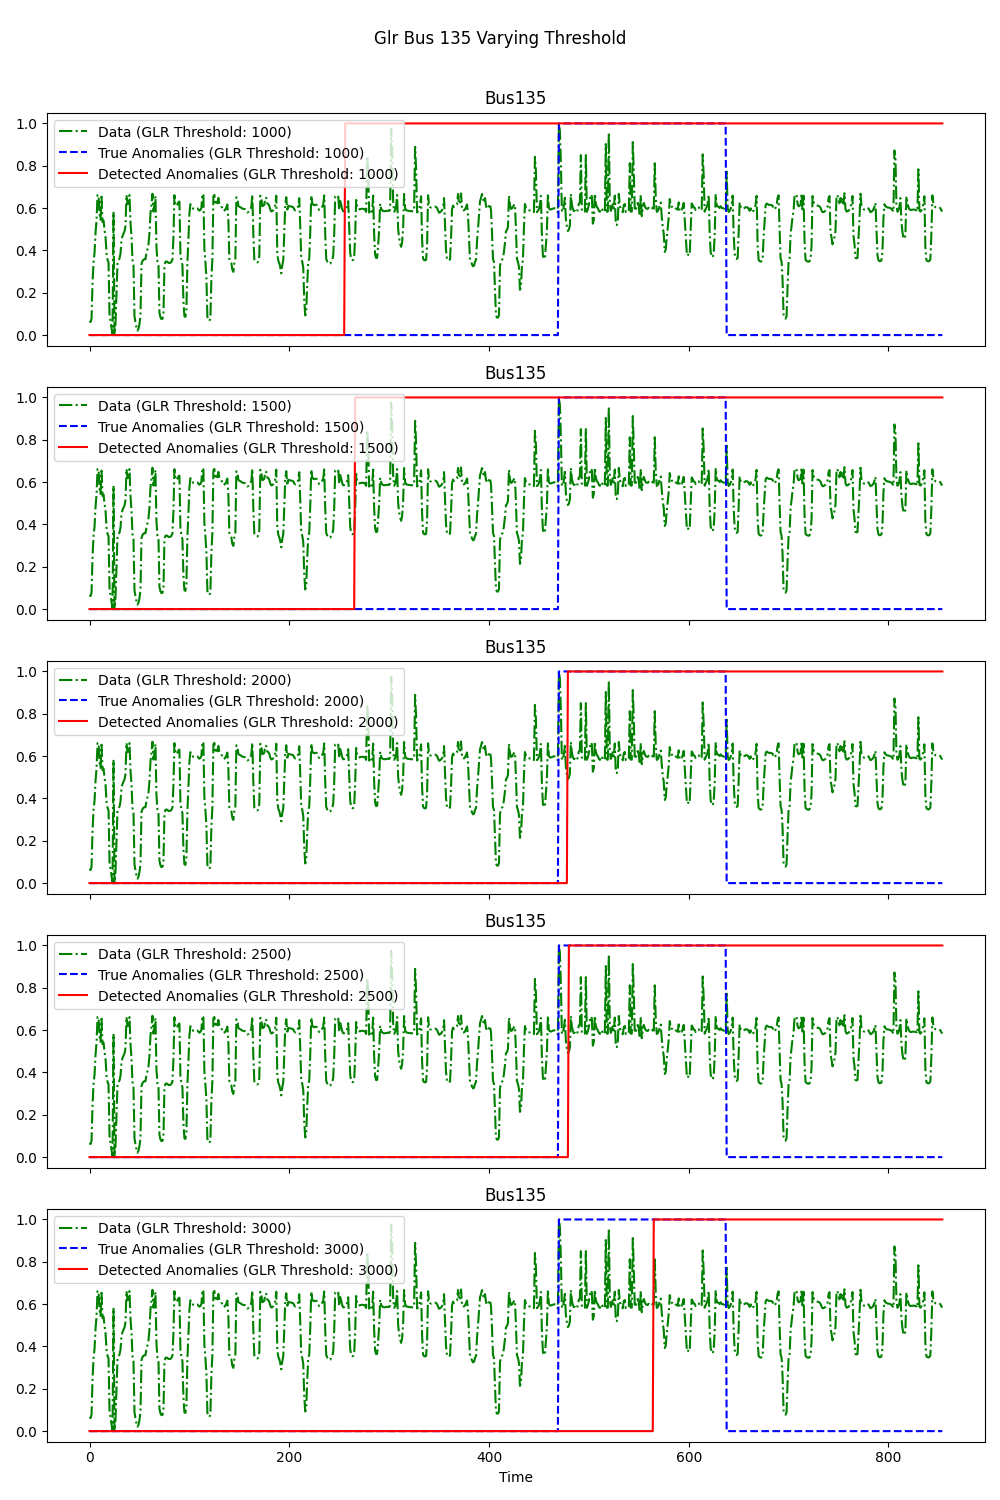 Glr Bus 135 Varying Threshold
Bus135
1.0
0.8
0.6
0.4
0.2
0.0
Data (GLR Threshold: 1000)
True Anomalies (GLR Threshold: 1000)
Detected Anomalies (GLR Threshold: 1000)
Bus135
1.0
0.8
0.6
0.4
0.2
0.0
Data (GLR Threshold: 1500)
True Anomalies (GLR Threshold: 1500)
Detected Anomalies (GLR Threshold: 1500)
Bus135
1.0
0.8
0.6
0.4
0.2
0.0
Data (GLR Threshold: 2000)
True Anomalies (GLR Threshold: 2000)
Detected Anomalies (GLR Threshold: 2000)
Bus135
1.0
0.8
0.6
0.4
0.2
0.0
Data (GLR Threshold: 2500)
True Anomalies (GLR Threshold: 2500)
Detected Anomalies (GLR Threshold: 2500)
Bus135
1.0
0.8
0.6
0.4
0.2
0.0
Data (GLR Threshold: 3000)
True Anomalies (GLR Threshold: 3000)
Detected Anomalies (GLR Threshold: 3000)
0 200 400 600 800
Time